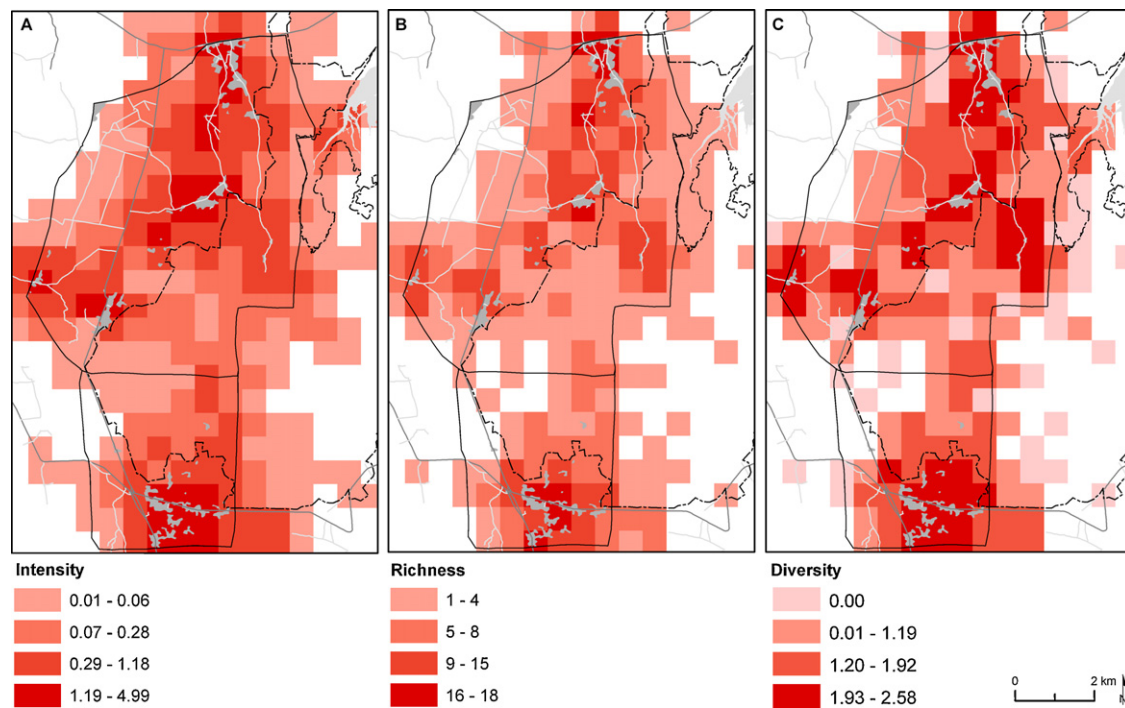 A
B
C
Intensity
0.01 - 0.06
0.07 - 0.28
0.29 - 1.18
1.19 - 4.99
Richness
1 - 4
5 - 8
9 - 15
16 - 18
Diversity
0.00
0.01 - 1.19
1.20 - 1.92
1.93 - 2.58
0 2 km